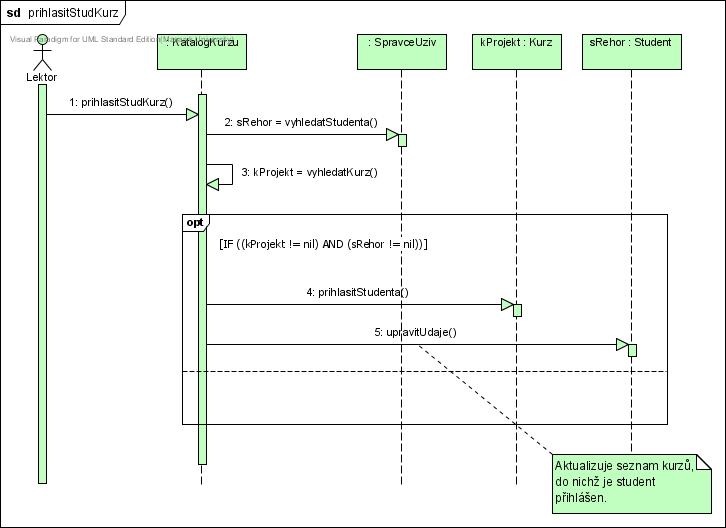 sd prihlasitStudKurz
Visual Paradigm for UML Standard Edition(Masaryk University)
: KatalogKurzu
: SpravceUziv
kProjekt : Kurz
sRehor : Student
Lektor
1: prihlasitStudKurz()
2: sRehor = vyhledatStudenta()
3: kProjekt = vyhledatKurz()
opt
[IF ((kProjekt != nil) AND (sRehor != nil))]
4: prihlasitStudenta()
5: upravitUdaje()
Aktualizuje seznam kurzů,
do nichž je student
přihlášen.